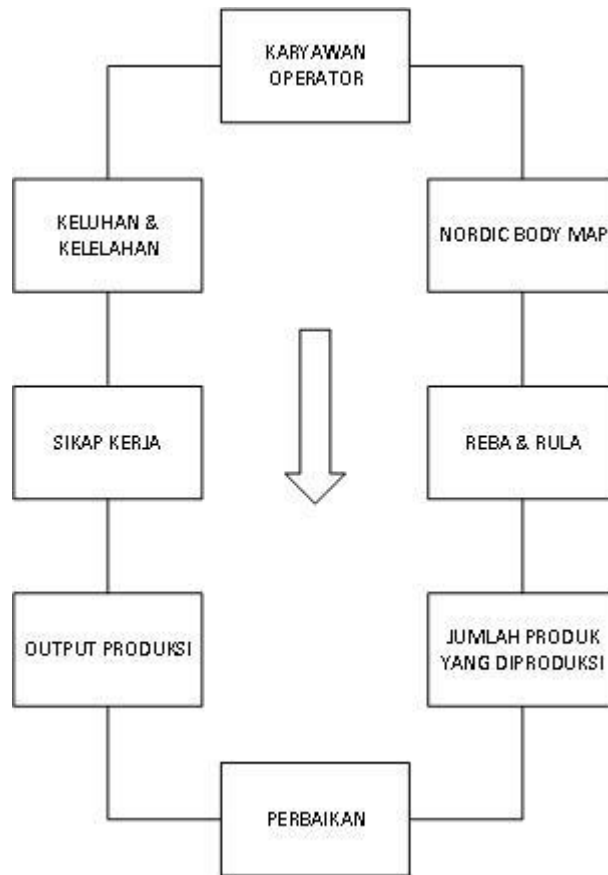 KARYAWAN
OPERATOR
KELUHAN &
KELELAHAN
NORDIC BODY MAP
SIKAP KERJA
REBA & RULA
OUTPUT PRODUKSI
JUMLAH PRODUK
YANG DIPRODUKSI
PERBAIKAN